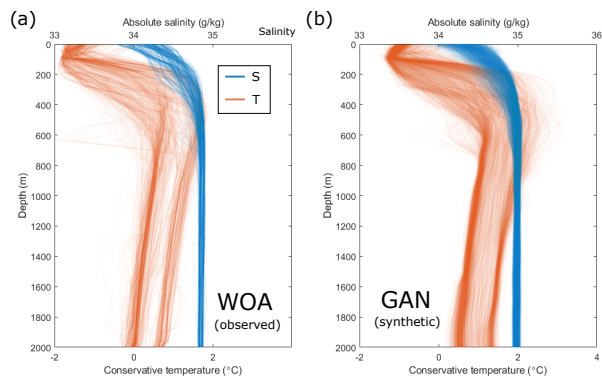 (a)
Absolute salinity (g/kg)
33 34 35
Salinity
0
200
400
600
800
1000
1200
1400
1600
1800
2000
Depth (m)
S
T
WOA
(observed)
-2 0 2
Conservative temperature (°C)
(b)
Absolute salinity (g/kg)
33 34 35 36
0
200
400
600
800
1000
1200
1400
1600
1800
2000
Depth (m)
GAN
(synthetic)
-2 0 2 4
Conservative temperature (°C)